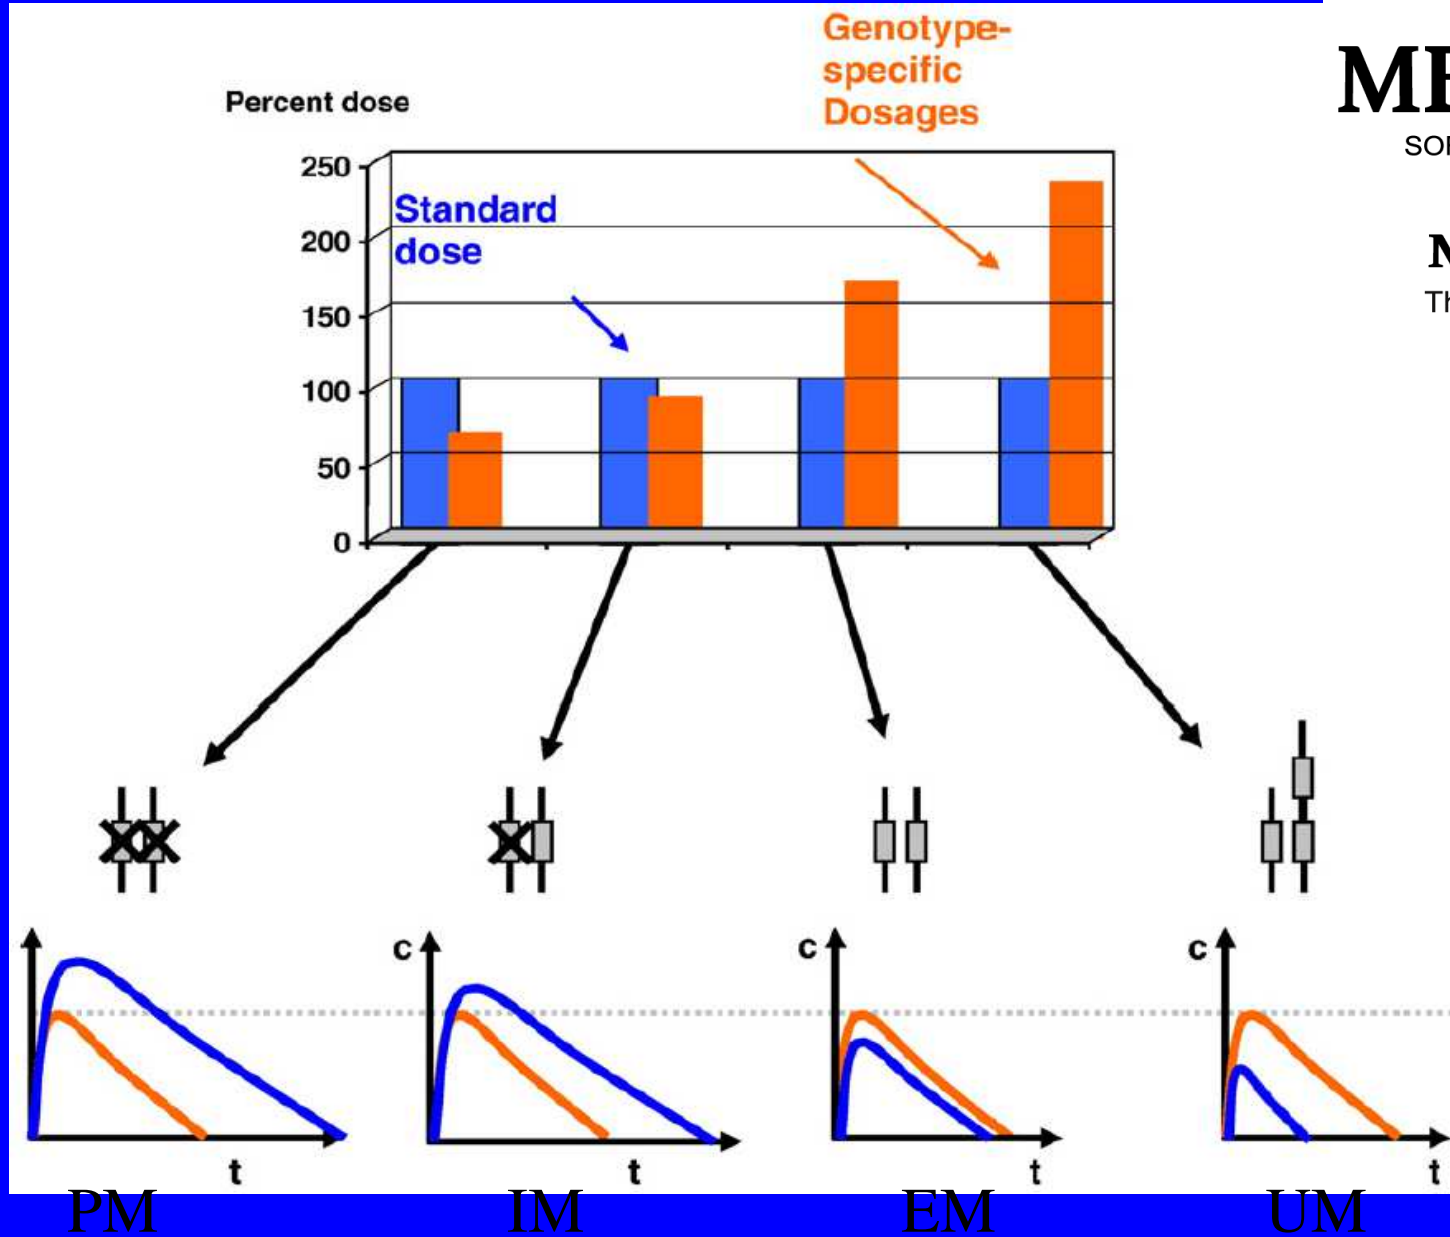 Genotype-
specific
Dosages
Percent dose
250
200
150
100
50
0
Standard
dose
c
c
c
t
t
t
t
PM
IM
EM
UM